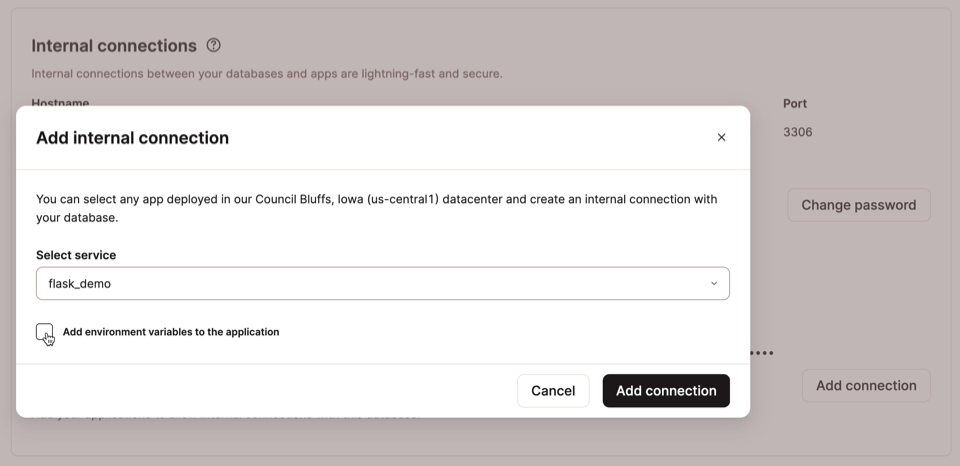 Internal connections
Internal connections between your databases and apps are lightning-fast and secure.
Hostname
Port
3306
Change password
Add internal connection
You can select any app deployed in our Council Bluffs, Iowa (us-central1) datacenter and create an internal connection with
your database.
Select service
flask_demo
Add environment variables to the application
Cancel
Add connection
Add connection